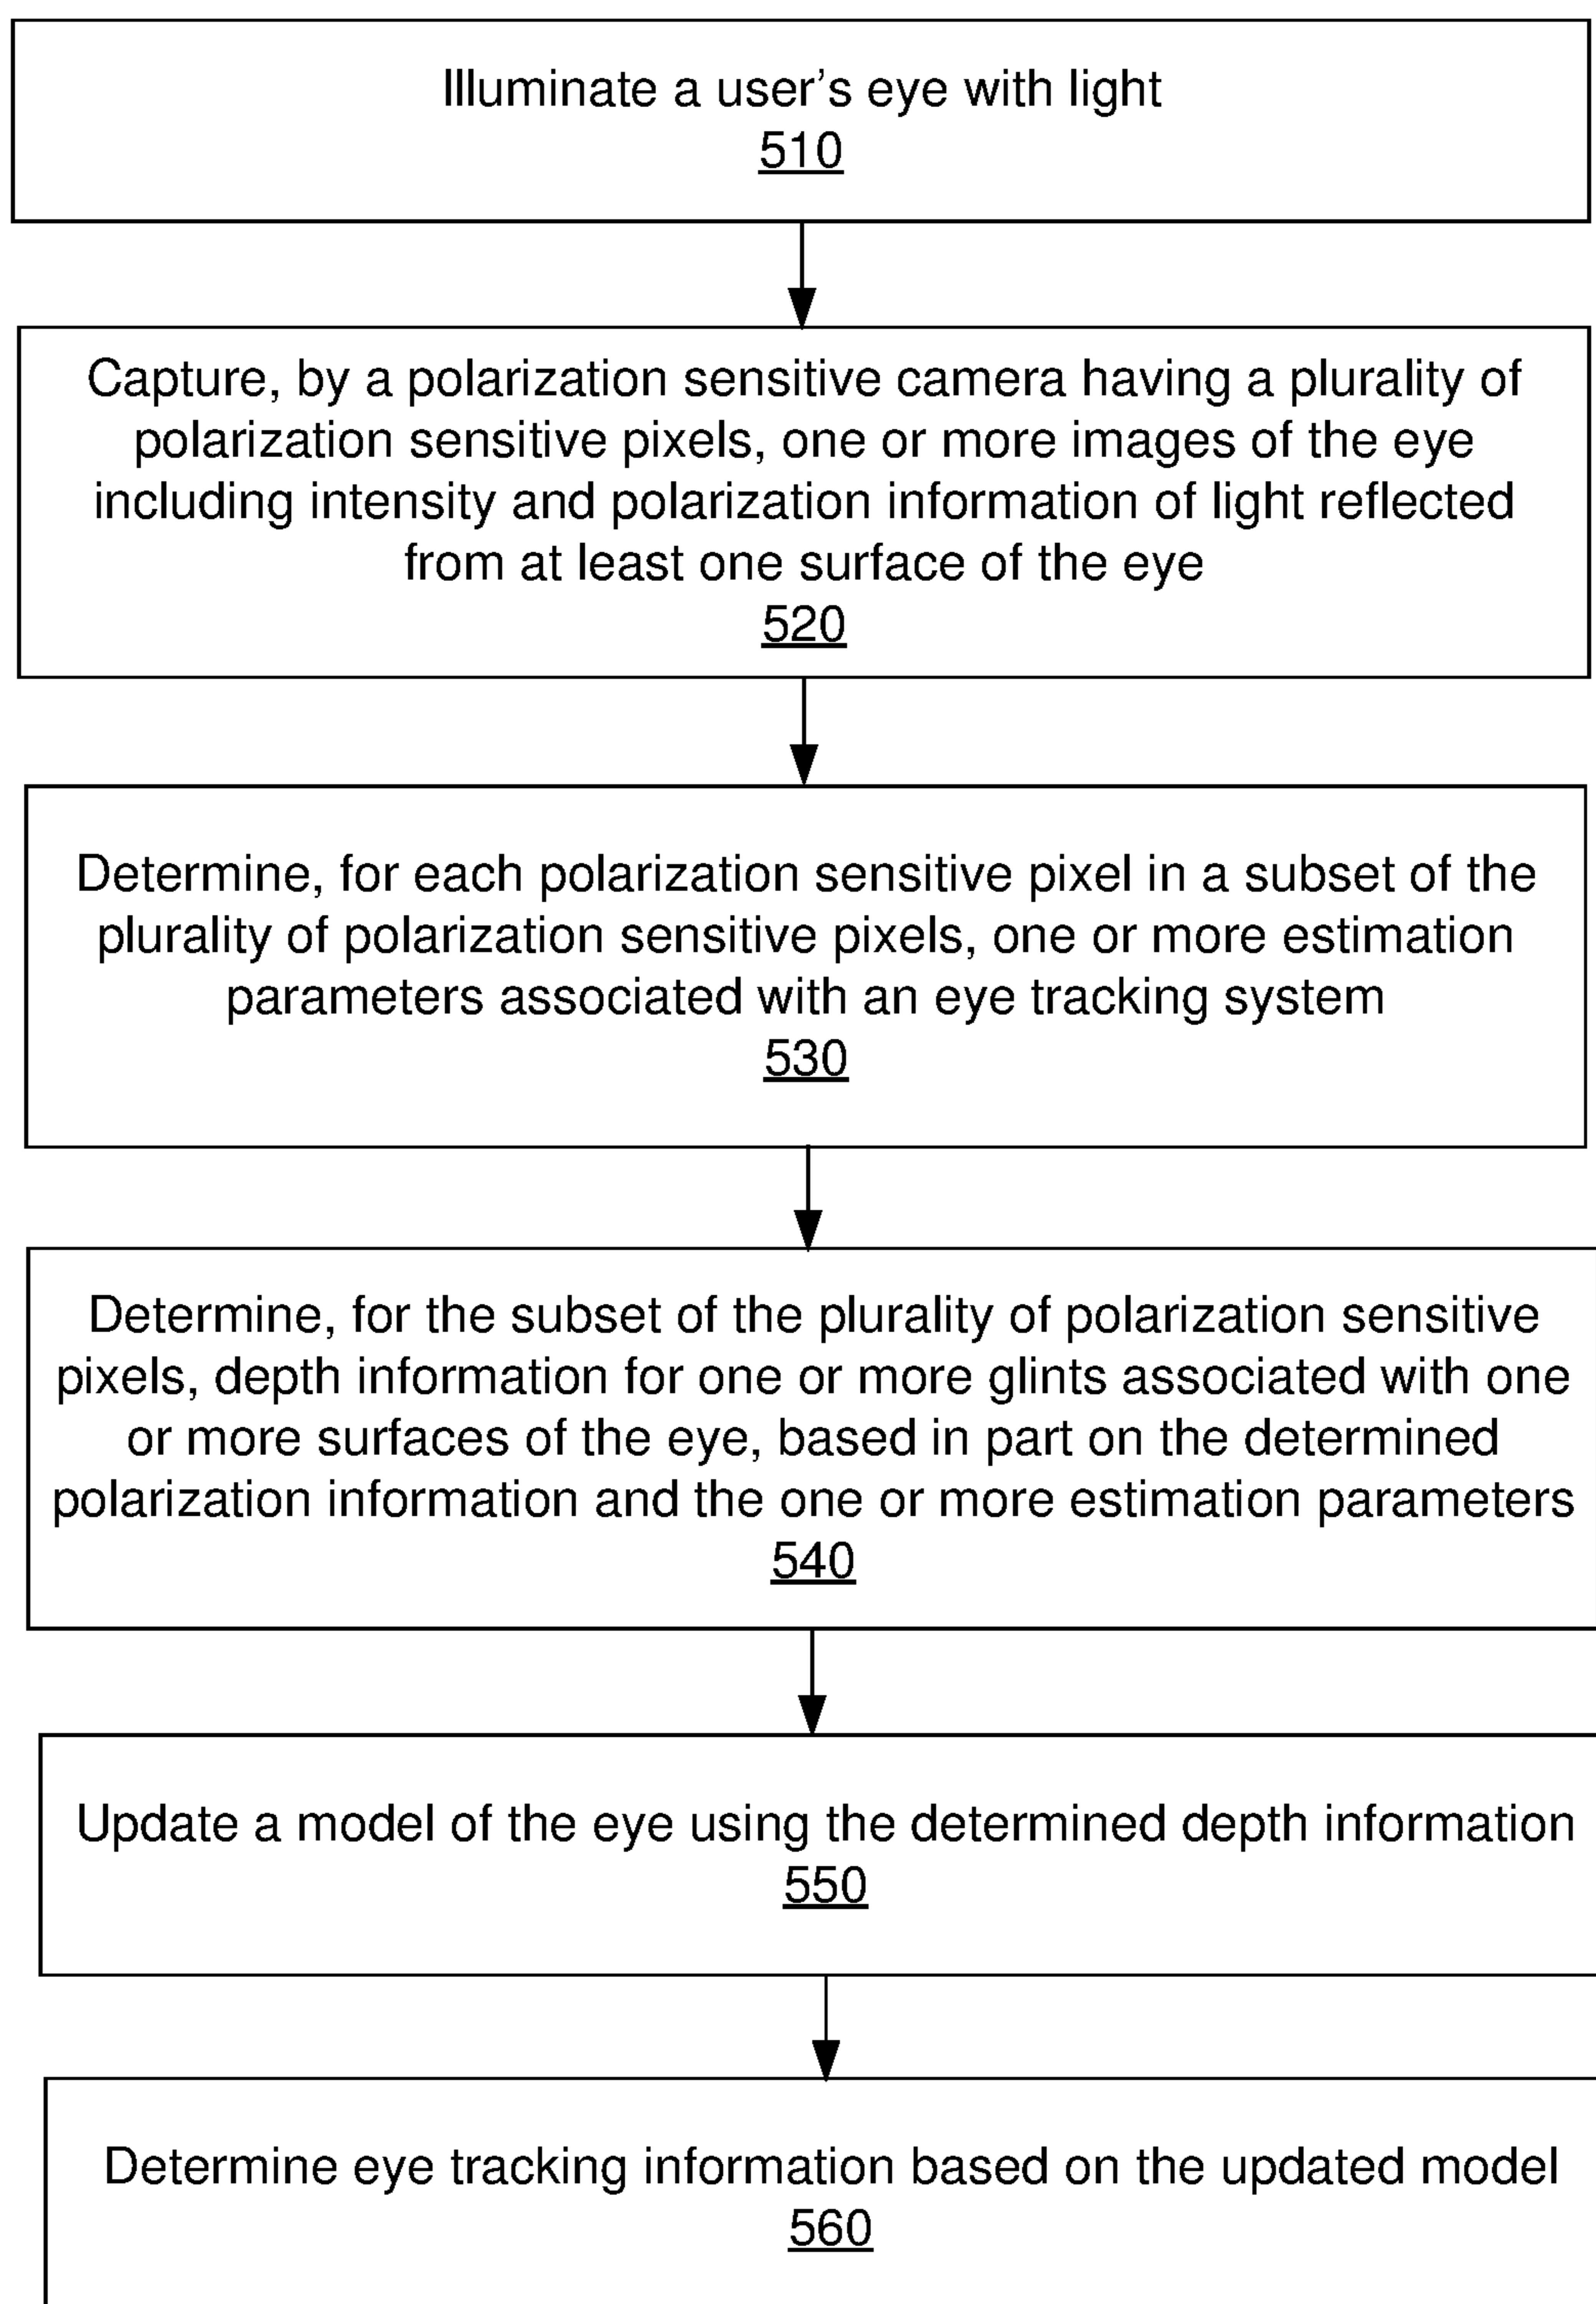 Illuminate a user’s eye with light
510
Capture, by a polarization sensitive camera having a plurality of
polarization sensitive pixels, one or more images of the eye
including intensity and polarization information of light reflected
from at least one surface of the eye
520
Determine, for each polarization sensitive pixel in a subset of the
plurality of polarization sensitive pixels, one or more estimation
parameters associated with an eye tracking system
530
Determine, for the subset of the plurality of polarization sensitive
pixels, depth information for one or more glints associated with one
or more surfaces of the eye, based in part on the determined
polarization information and the one or more estimation parameters
540
Update a model of the eye using the determined depth information
550
Determine eye tracking information based on the updated model
560